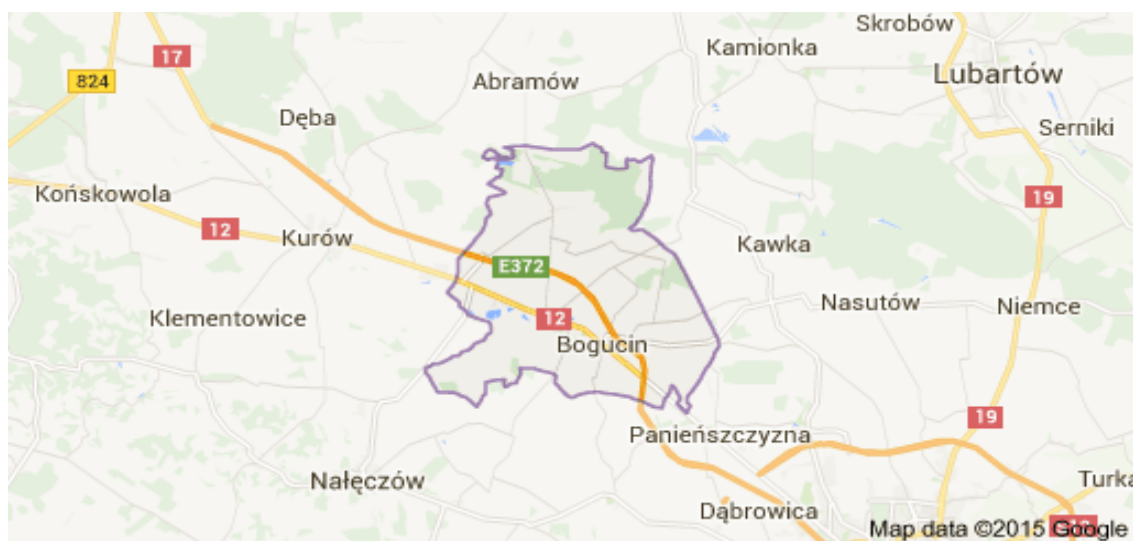 Skrobów
Kamionka
17
Lubartów
824
Abramów
Dęba
Serniki
Końskowola
19
12
Kurów
Kawka
E372
Nasutów
Niemce
Klementowice
12
Bogucin
19
Panieńszczyzna
Nałęczów
Turka
Dąbrowica
Map data ©2015 Google